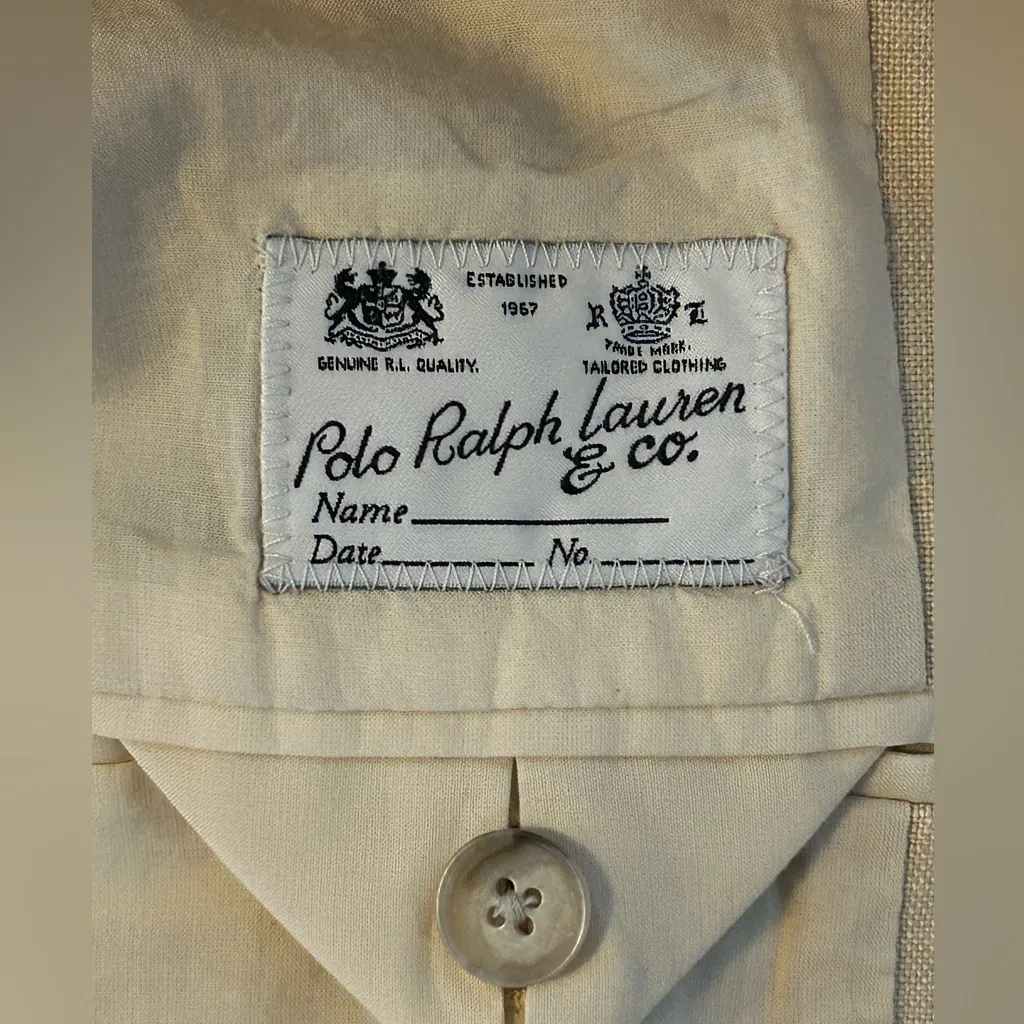 ESTABLISHED
1967
R L
TRADE MARK.
GENUINE R.L. QUALITY.
TAILORED CLOTHING
Polo Ralph Lauren
& co.
Name
Date No.